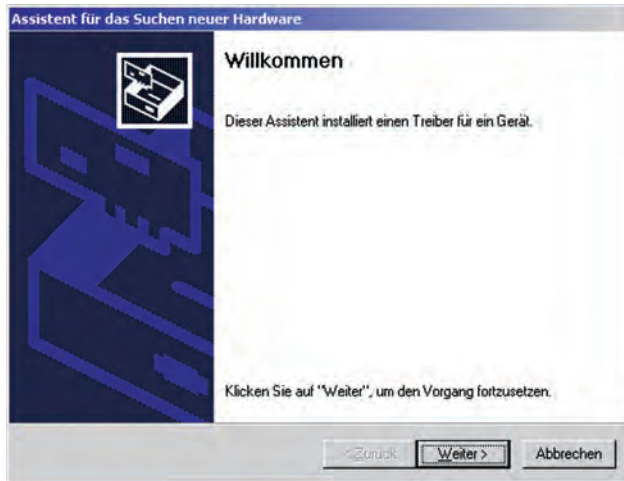 Assistent für das Suchen neuer Hardware
Willkommen
Dieser Assistent installiert einen Treiber für ein Gerät.
Klicken Sie auf "Weiter", um den Vorgang fortzusetzen.
< Zurück
Weiter >
Abbrechen